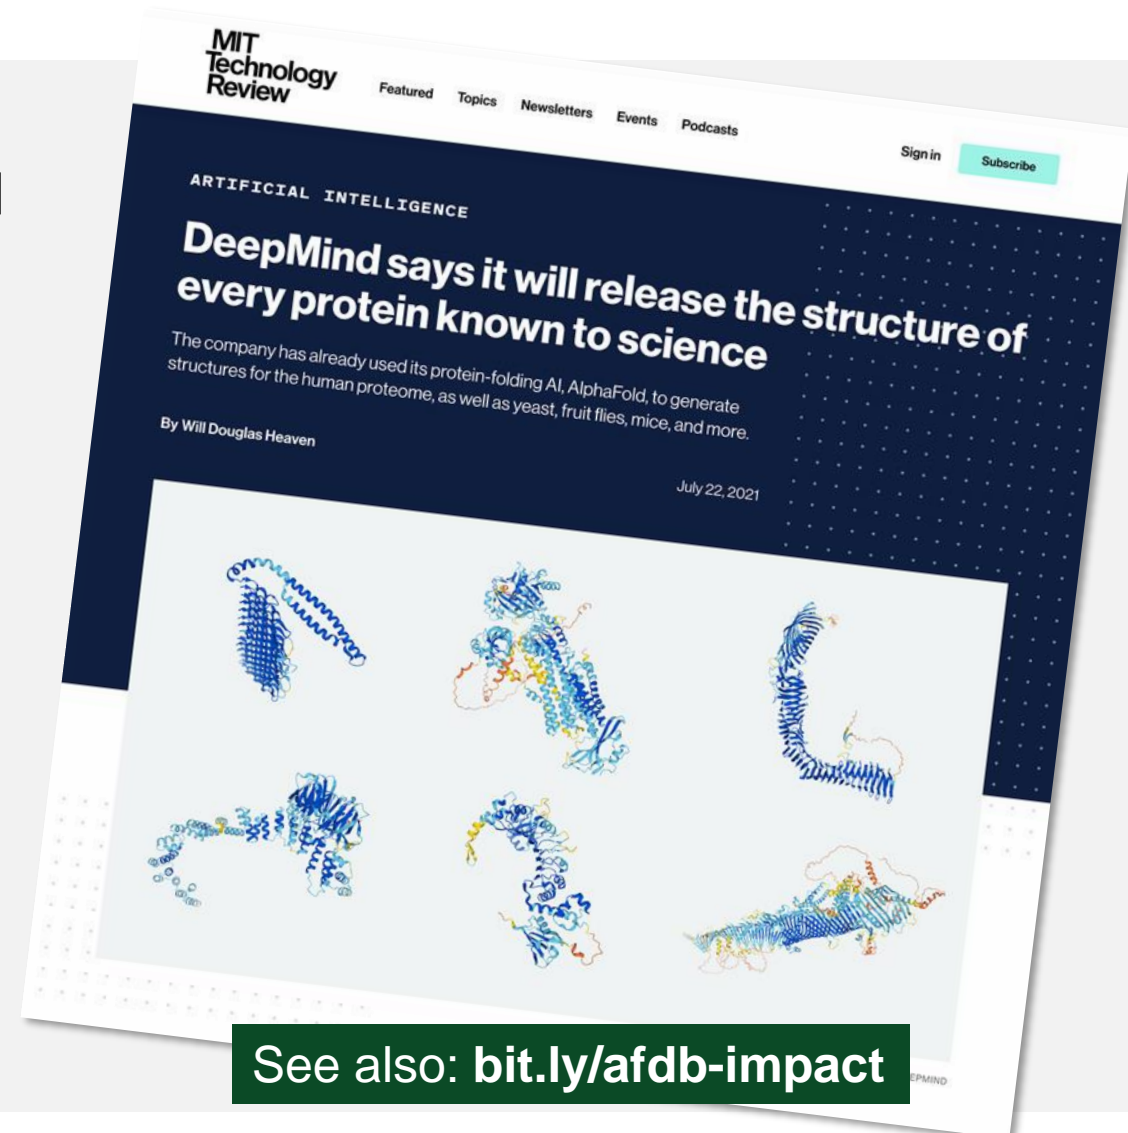 MIT
Technology
Review
Featured Topics Newsletters Events Podcasts
Sign in Subscribe
ARTIFICIAL INTELLIGENCE
DeepMind says it will release the structure of
every protein known to science
The company has already used its protein-folding AI, AlphaFold, to generate
structures for the human proteome, as well as yeast, fruit flies, mice, and more.
By Will Douglas Heaven
July 22, 2021
EPMIND
See also: bit.ly/afdb-impact